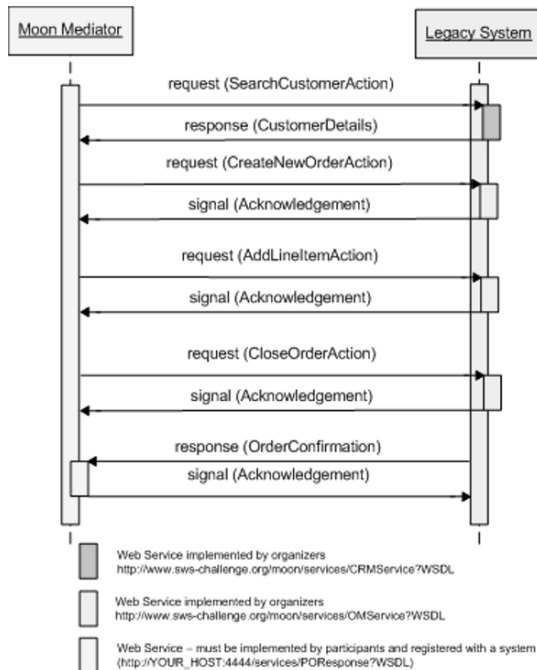 Moon Mediator
Legacy System
request (SearchCustomerAction)
response (CustomerDetails)
request (CreateNewOrderAction)
signal (Acknowledgement)
request (AddLineItemAction)
signal (Acknowledgement)
request (CloseOrderAction)
signal (Acknowledgement)
response (OrderConfirmation)
signal (Acknowledgement)
Web Service implemented by organizers
http://www.sws-challenge.org/moon/services/CRMService?WSDL
Web Service implemented by organizers
http://www.sws-challenge.org/moon/services/OMService?WSDL
Web Service – must be implemented by participants and registered with a system
(http://YOUR_HOST:4444/services/POResponse?WSDL)